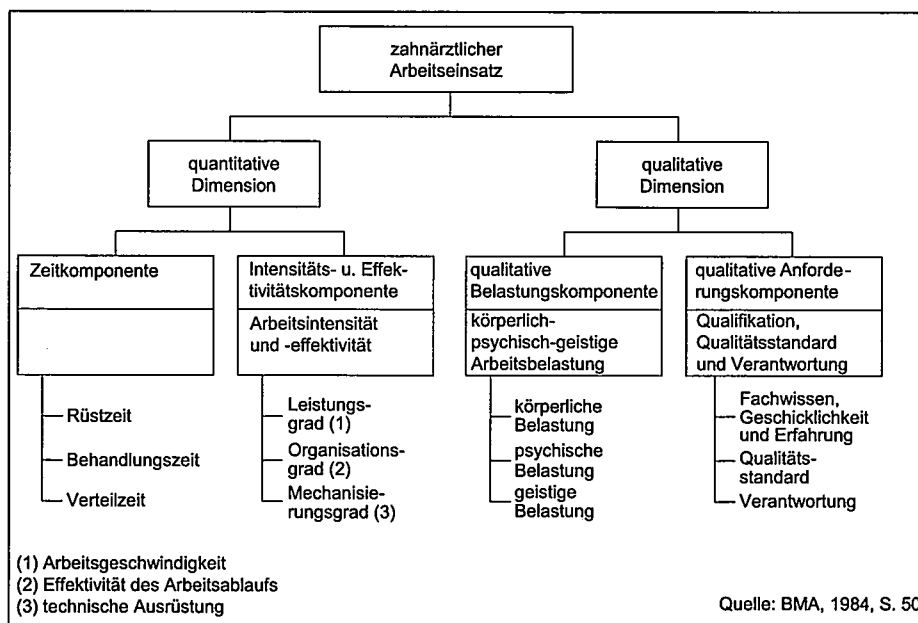 zahnärztlicher
Arbeitseinsatz
quantitative
Dimension
qualitative
Dimension
Zeitkomponente
Intensitäts- u. Effek-
tivitätskomponente
Arbeitsintensität
und -effektivität
qualitative
Belastungskomponente
körperlich-
psychisch-geistige
Arbeitsbelastung
qualitative Anforde-
rungskomponente
Qualifikation,
Qualitätsstandard
und Verantwortung
Rüstzeit
Behandlungszeit
Verteilzeit
Leistungs-
grad (1)
Organisations-
grad (2)
Mechanisie-
rungsgrad (3)
körperliche
Belastung
psychische
Belastung
geistige
Belastung
Fachwissen,
Geschicklichkeit
und Erfahrung
Qualitäts-
standard
Verantwortung
(1) Arbeitsgeschwindigkeit
(2) Effektivität des Arbeitsablaufs
(3) technische Ausrüstung
Quelle: BMA, 1984, S. 50